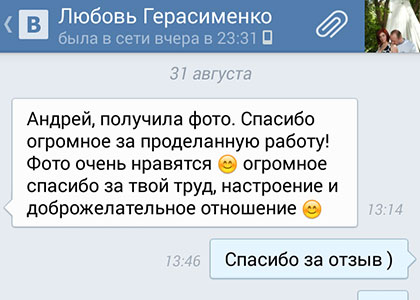 В Любовь Герасименко
была в сети вчера в 23:31
31 августа
Андрей, получила фото. Спасибо
огромное за проделанную работу!
Фото очень нравятся 😊 огромное
спасибо за твой труд, настроение и
доброжелательное отношение 😊
13:14
13:46
Спасибо за отзыв )